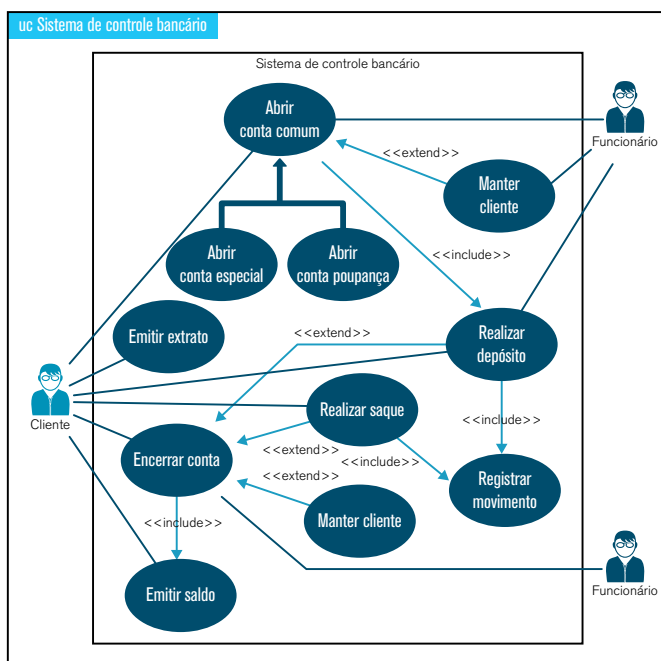 uc Sistema de controle bancário
Sistema de controle bancário
Abrir
conta comum
Funcionário
<<extend>>
Manter
cliente
Abrir
conta especial
Abrir
conta poupança
<<include>>
Emitir extrato
<<extend>>
Realizar
depósito
Cliente
Realizar saque
<<include>>
Encerrar conta
<<extend>>
<<include>>
<<extend>>
Registrar
movimento
Manter cliente
<<include>>
Emitir saldo
Funcionário